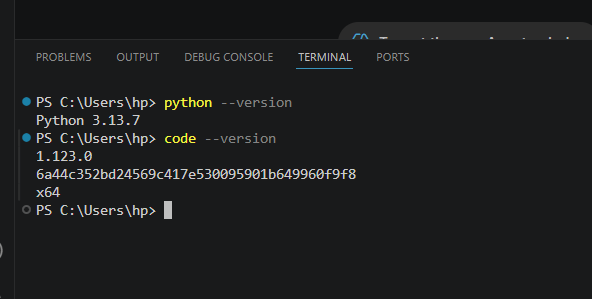 PROBLEMS OUTPUT DEBUG CONSOLE TERMINAL PORTS
PS C:\Users\hp> python --version
Python 3.13.7
PS C:\Users\hp> code --version
1.123.0
6a44c352bd24569c417e530095901b649960f9f8
x64
PS C:\Users\hp>